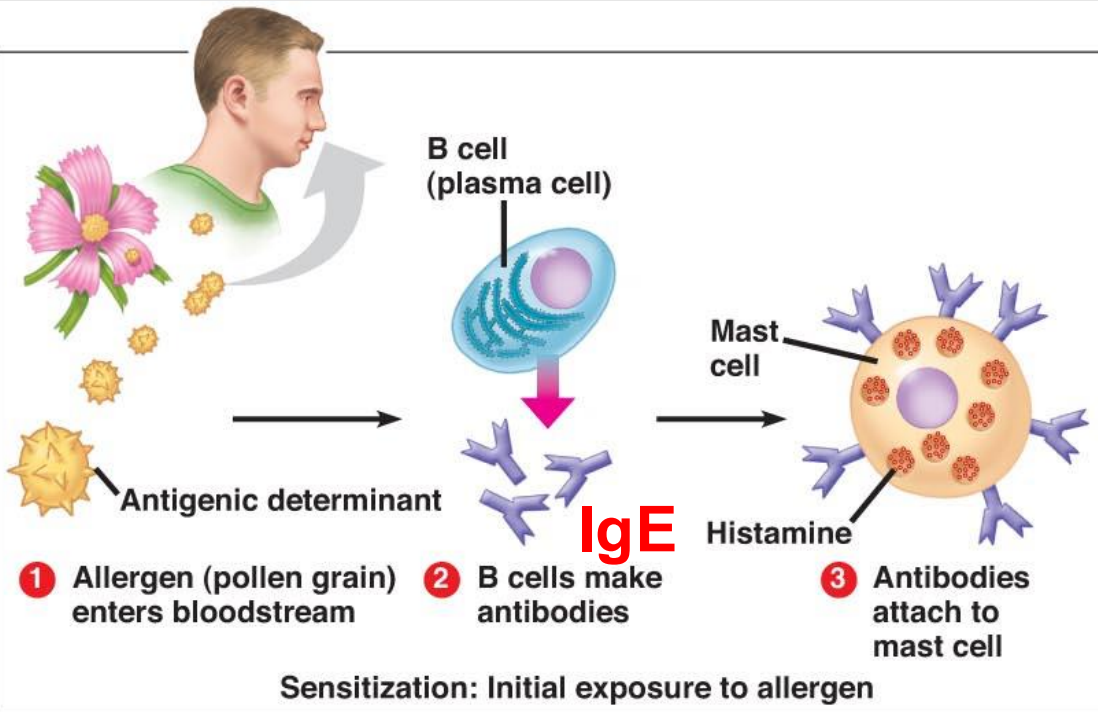 B cell
(plasma cell)
Mast
cell
Antigenic determinant
IgE
Histamine
1 Allergen (pollen grain)
enters bloodstream
2 B cells make
antibodies
3 Antibodies
attach to
mast cell
Sensitization: Initial exposure to allergen